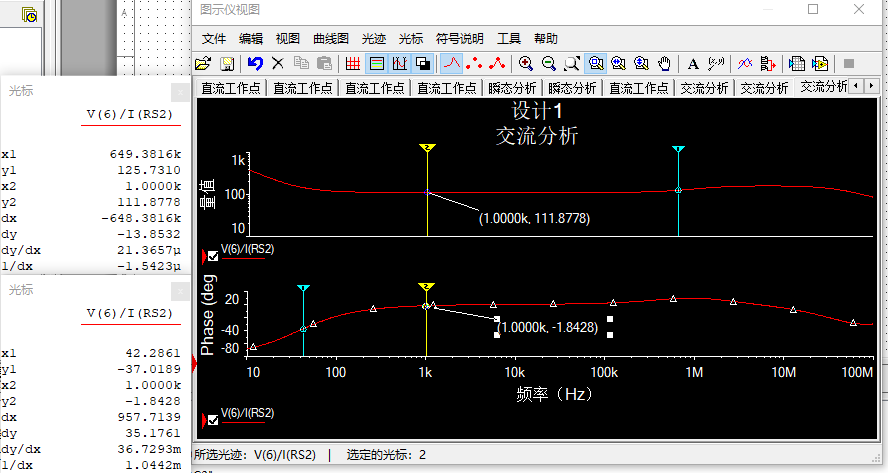 图示仪视图
文件 编辑 视图 曲线图 光迹 光标 符号说明 工具 帮助
直流工作点 直流工作点 直流工作点 直流工作点 瞬态分析 瞬态分析 直流工作点 交流分析 交流分析 交流分析
光标
V(6)/I(RS2)
x1 649.3816k
y1 125.7310
x2 1.0000k
y2 111.8778
dx -648.3816k
dy -13.8532
dy/dx 21.3657µ
1/dx -1.5423µ
光标
V(6)/I(RS2)
x1 42.2861
y1 -37.0189
x2 1.0000k
y2 -1.8428
dx 957.7139
dy 35.1761
dy/dx 36.7293m
1/dx 1.0442m
设计1
交流分析
量值
1k
100
10
2
1
(1.0000k, 111.8778)
V(6)/I(RS2)
Phase (deg
20
-40
-80
1
2
(1.0000k, -1.8428)
10 100 1k 10k 100k 1M 10M 100M
频率（Hz）
V(6)/I(RS2)
所选光迹: V(6)/I(RS2) | 选定的光标: 2